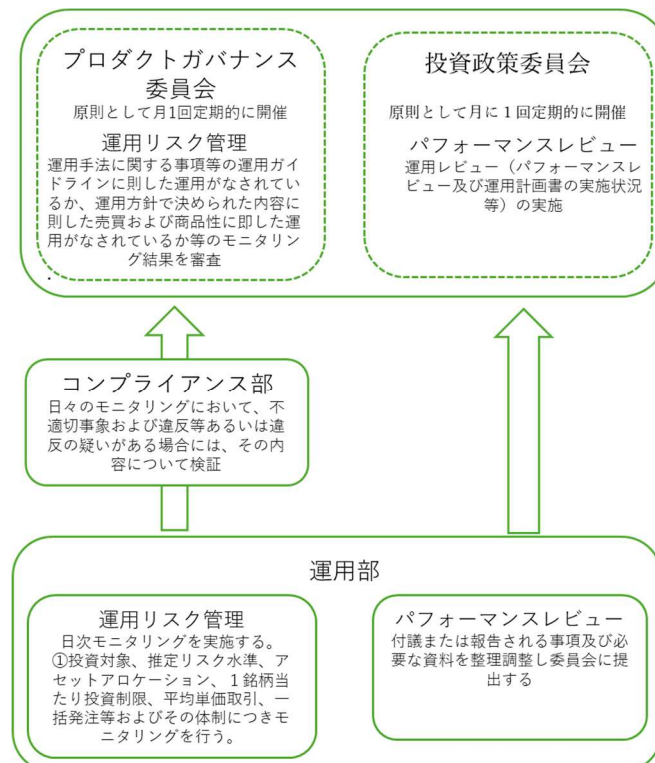 プロダクトガバナンス
委員会
原則として月1回定期的に開催
運用リスク管理
運用手法に関する事項等の運用ガイ
ドラインに則した運用がなされてい
るか、運用方針で決められた内容に
則した売買および商品性に即した運
用がなされているか等のモニタリン
グ結果を審査
.
投資政策委員会
原則として月に１回定期的に開催
パフォーマンスレビュー
運用レビュー（パフォーマンスレ
ビュー及び運用計画書の実施状況
等）の実施
コンプライアンス部
日々のモニタリングにおいて、不
適切事象および違反等あるいは違
反の疑いがある場合には、その内
容について検証
運用部
運用リスク管理
日次モニタリングを実施する。
①投資対象、推定リスク水準、ア
セットアロケーション、１銘柄当
たり投資制限、平均単価取引、一
括発注等およびその体制につきモ
ニタリングを行う。
パフォーマンスレビュー
付議または報告される事項及び必
要な資料を整理調整し委員会に提
出する